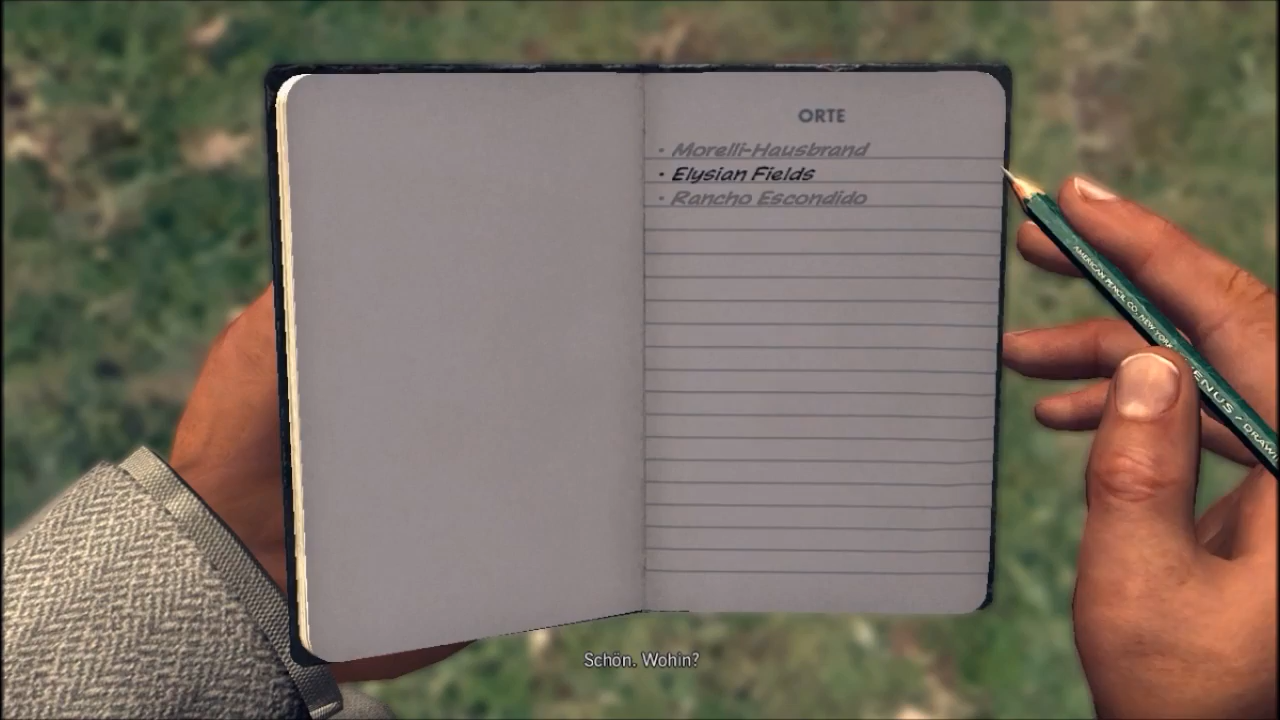 ORTE
• Morelli-Hausbrand
• Elysian Fields
• Rancho Escondido
AMERICAN PENCIL CO. NEW YORK
VENUS / DRAWI
Schön. Wohin?